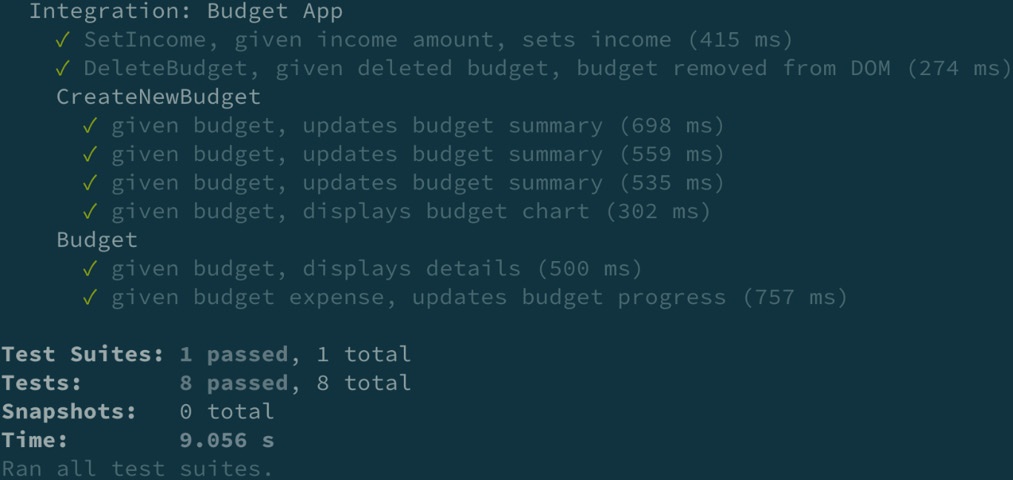 Integration: Budget App
✓ SetIncome, given income amount, sets income (415 ms)
✓ DeleteBudget, given deleted budget, budget removed from DOM (274 ms)
CreateNewBudget
✓ given budget, updates budget summary (698 ms)
✓ given budget, updates budget summary (559 ms)
✓ given budget, updates budget summary (535 ms)
✓ given budget, displays budget chart (302 ms)
Budget
✓ given budget, displays details (500 ms)
✓ given budget expense, updates budget progress (757 ms)
Test Suites: 1 passed, 1 total
Tests: 8 passed, 8 total
Snapshots: 0 total
Time: 9.056 s
Ran all test suites.